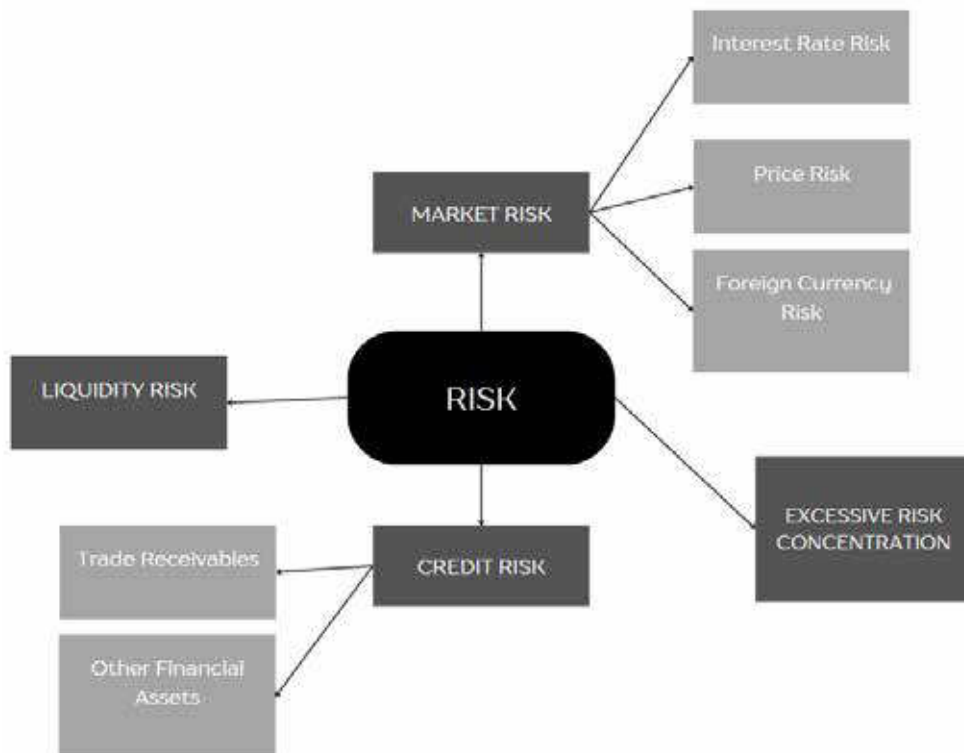 Interest Rate Risk
Price Risk
MARKET RISK
Foreign Currency
Risk
LIQUIDITY RISK
RISK
EXCESSIVE RISK
CONCENTRATION
Trade Receivables
CREDIT RISK
Other Financial
Assets